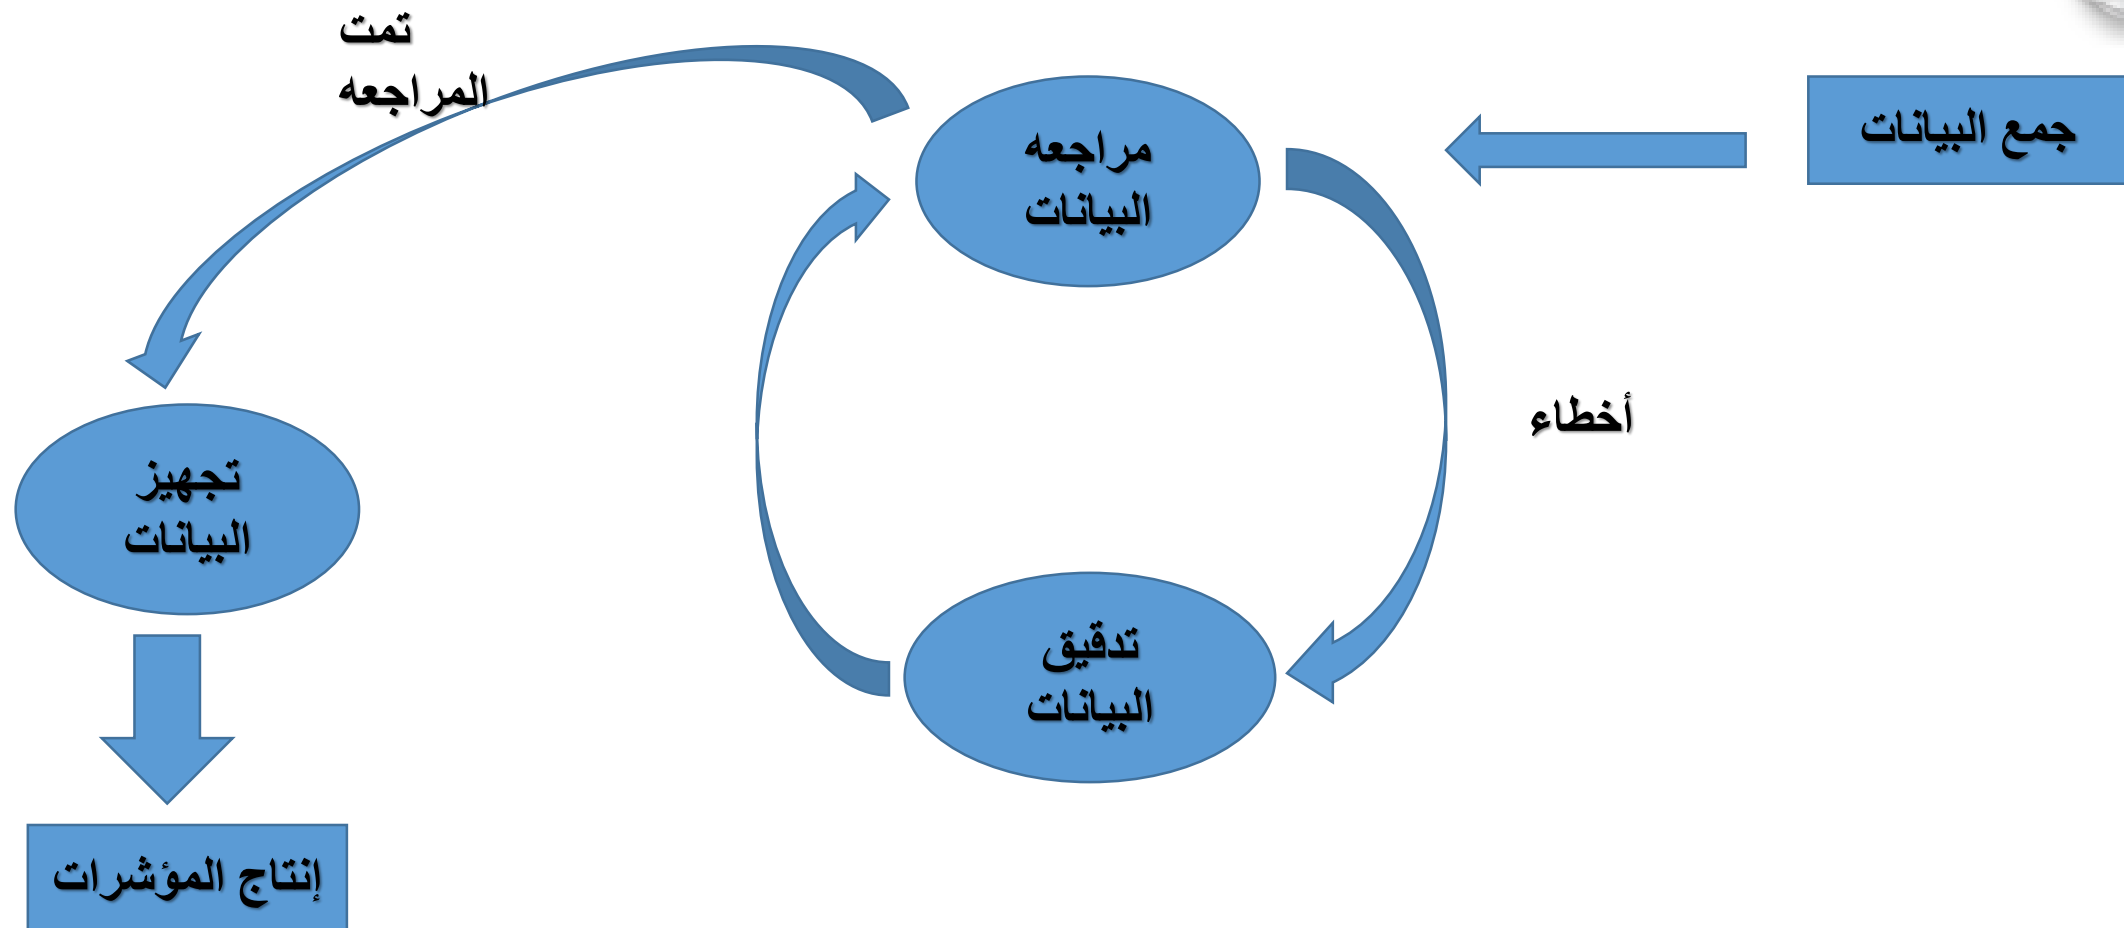 تمت
المراجعه
جمع البيانات
مراجعه
البيانات
أخطاء
تجهيز
البيانات
تدقيق
البيانات
إنتاج المؤشرات